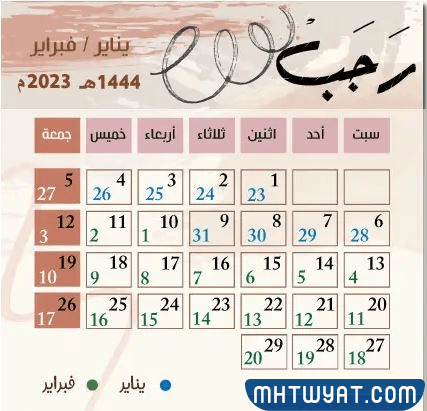 رَجَبْ
يناير / فبراير
1444هـ 2023م
سبت أحد اثنين ثلاثاء أربعاء خميس جمعة
1 23 2 24 3 25 4 26 5 27
6 28 7 29 8 30 9 31 10 1 11 2 12 3
13 4 14 5 15 6 16 7 17 8 18 9 19 10
20 11 21 12 22 13 23 14 24 15 25 16 26 17
27 18 28 19 29 20
يناير فبراير
MHTWYAT.COM